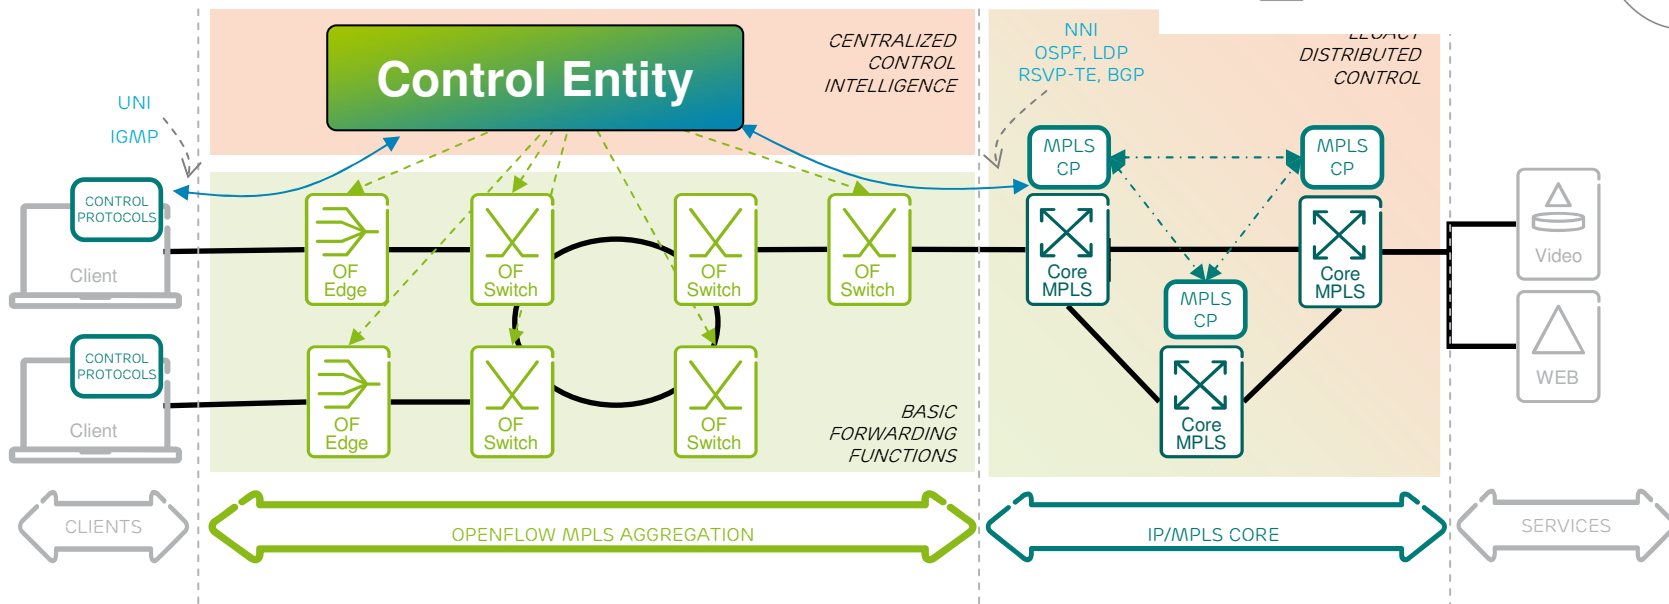 CENTRALIZED
CONTROL
INTELLIGENCE
Control Entity
NNI
OSPF, LDP
RSVP-TE, BGP
LEGACY
DISTRIBUTED
CONTROL
UNI
IGMP
MPLS
CP
MPLS
CP
CONTROL
PROTOCOLS
Client
OF
Edge
OF
Switch
OF
Switch
OF
Switch
Core
MPLS
Core
MPLS
Video
MPLS
CP
CONTROL
PROTOCOLS
Client
OF
Edge
OF
Switch
OF
Switch
BASIC
FORWARDING
FUNCTIONS
Core
MPLS
WEB
CLIENTS
OPENFLOW MPLS AGGREGATION
IP/MPLS CORE
SERVICES